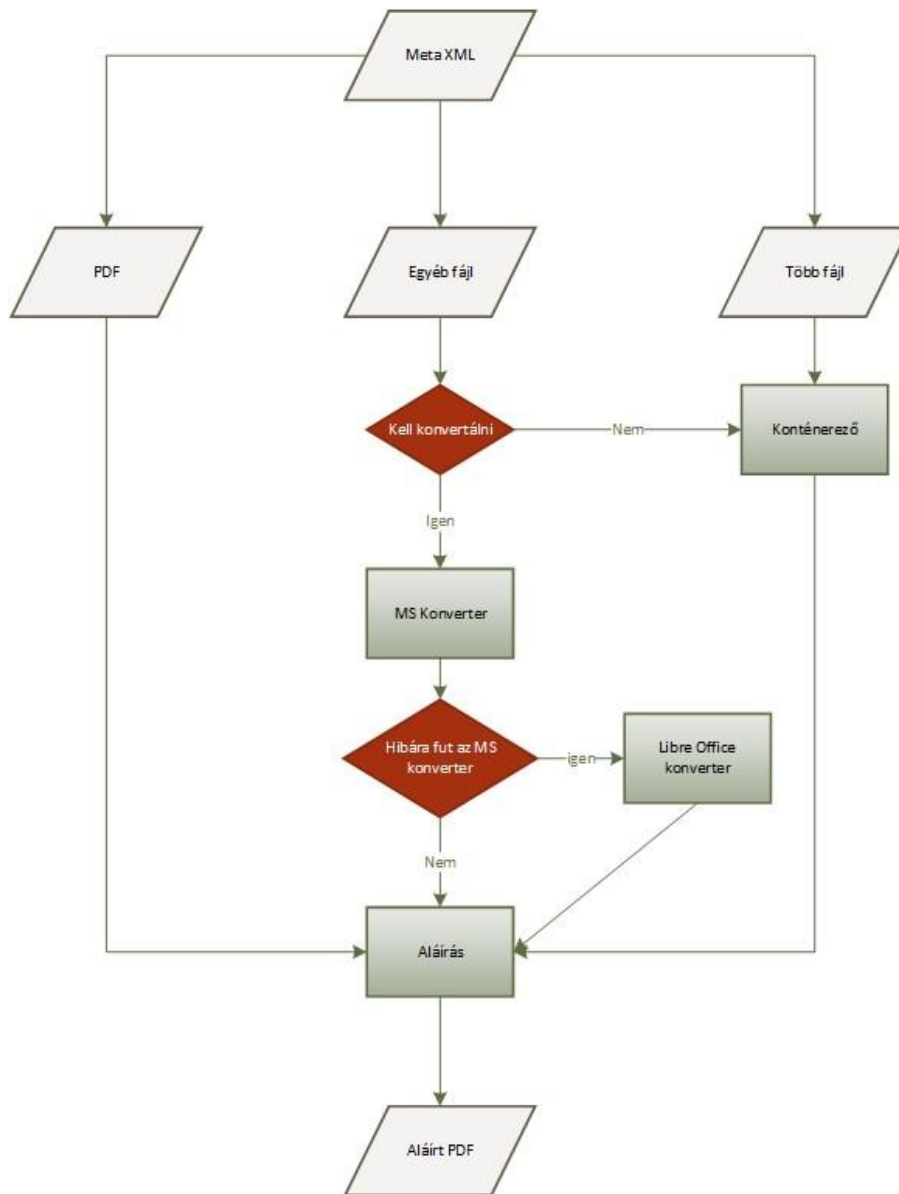 Meta XML
PDF
Egyéb fájl
Több fájl
Kell konvertálni
Nem
Konténerező
Igen
MS Konverter
Hibára fut az MS
konverter
igen
Libre Office
konverter
Nem
Aláírás
Aláírt PDF